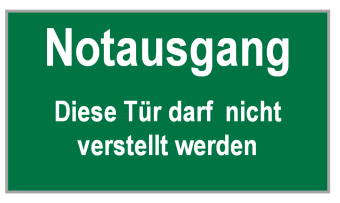 Notausgang
Diese Tür darf nicht
verstellt werden